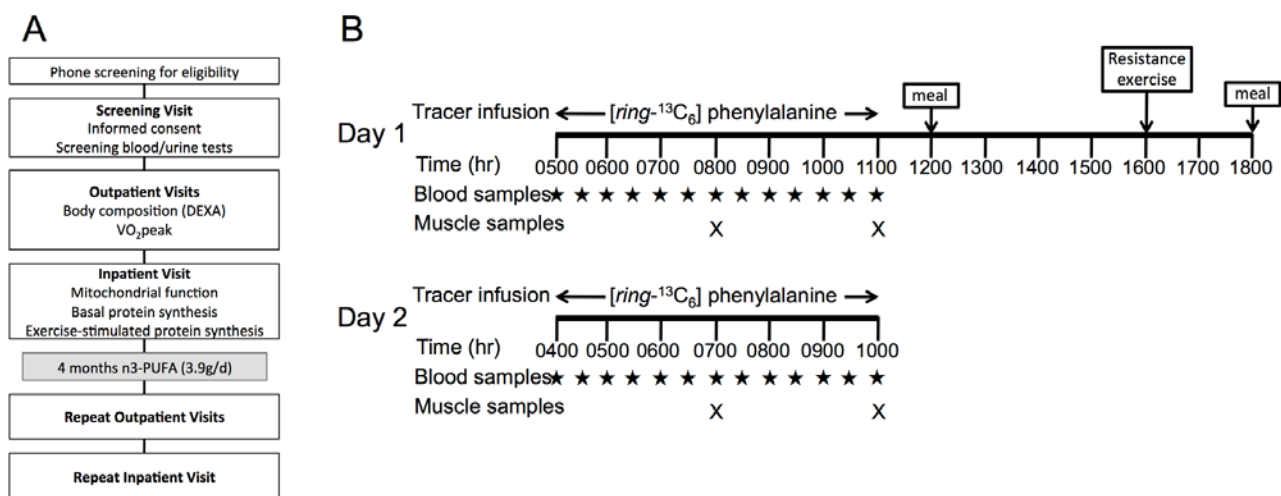 A
Phone screening for eligibility
Screening Visit
Informed consent
Screening blood/urine tests
Outpatient Visits
Body composition (DEXA)
VO₂peak
Inpatient Visit
Mitochondrial function
Basal protein synthesis
Exercise-stimulated protein synthesis
4 months n3-PUFA (3.9g/d)
Repeat Outpatient Visits
Repeat Inpatient Visit
B
Resistance
exercise
meal
meal
Tracer infusion [ring-¹³C₆] phenylalanine
Day 1
Time (hr) 0500 0600 0700 0800 0900 1000 1100 1200 1300 1400 1500 1600 1700 1800
Blood samples ★ ★ ★ ★ ★ ★ ★ ★ ★ ★ ★ ★ ★
Muscle samples X X
Tracer infusion [ring-¹³C₆] phenylalanine
Day 2
Time (hr) 0400 0500 0600 0700 0800 0900 1000
Blood samples ★ ★ ★ ★ ★ ★ ★ ★ ★ ★ ★ ★ ★
Muscle samples X X